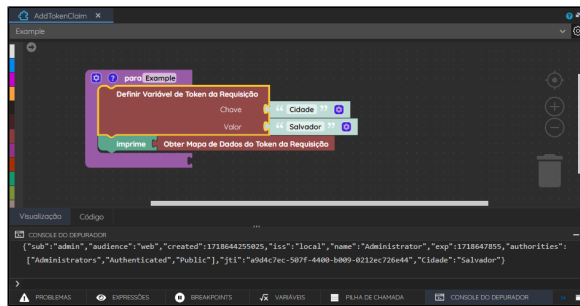 AddTokenClaim
Example
para Example
Definir Variável de Token da Requisição
Chave “ Cidade ”
Valor “ Salvador ”
imprime Obter Mapa de Dados do Token da Requisição
Visualização Código
CONSOLE DO DEPURADOR
{"sub":"admin","audience":"web","created":1718644255025,"iss":"local","name":"Administrator","exp":1718647855,"authorities":
["Administrators","Authenticated","Public"],"jti":"a9d4c7ec-507f-4400-b009-0212ec726e44","Cidade":"Salvador"}
PROBLEMAS EXPRESSÕES BREAKPOINTS VARIÁVEIS PILHA DE CHAMADA CONSOLE DO DEPURADOR